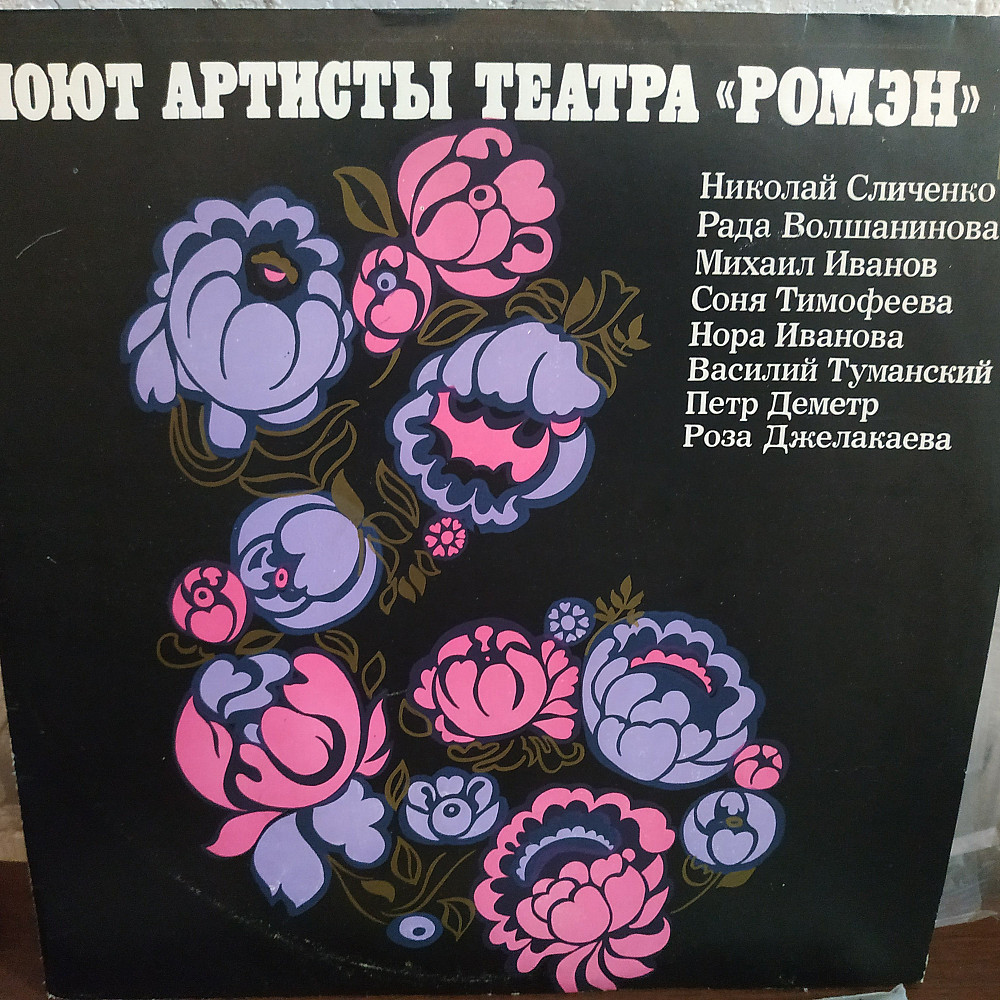 ПОЮТ АРТИСТЫ ТЕАТРА «РОМЭН»
Николай Сличенко
Рада Волшанинова
Михаил Иванов
Соня Тимофеева
Нора Иванова
Василий Туманский
Петр Деметр
Роза Джелакаева